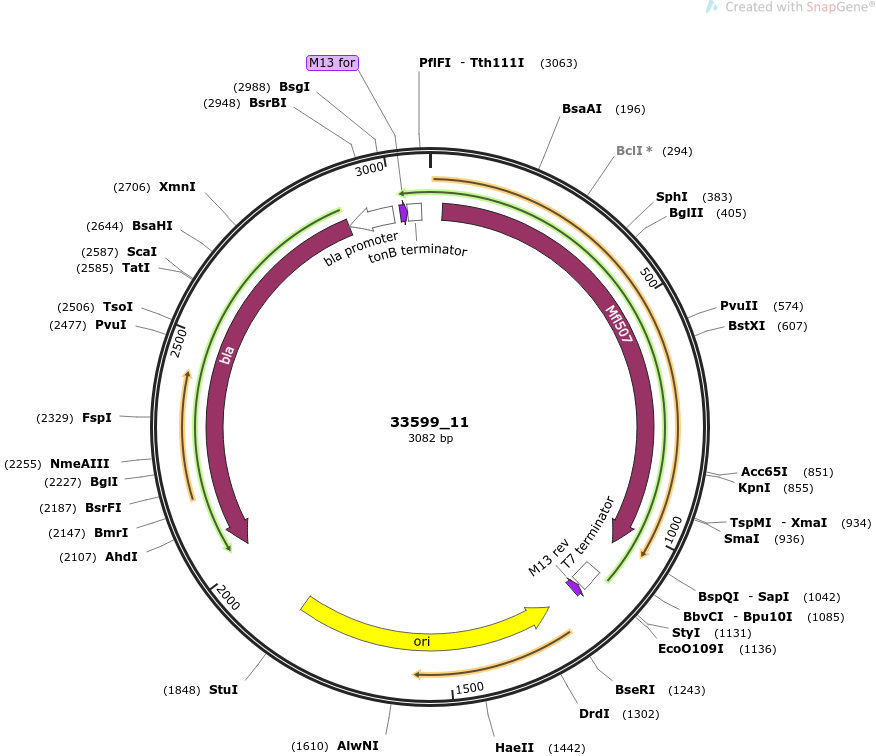 Created with SnapGene®
M13 for
PflFI - Tth111I (3063)
(2988) BsgI
(2948) BsrBI
BsaAI (196)
BclI * (294)
3000
(2706) XmnI
SphI (383)
BglII (405)
(2644) BsaHI
bla promoter
tonB terminator
(2587) ScaI
(2585) TatI
500
(2506) TsoI
(2477) PvuI
PvuII (574)
BstXI (607)
2500
bla
Mfl507
(2329) FspI
33599_11
3082 bp
(2255) NmeAIII
(2227) BglI
(2187) BsrFI
(2147) BmrI
(2107) AhdI
Acc65I (851)
KpnI (855)
TspMI - XmaI (934)
SmaI (936)
1000
T7 terminator
M13 rev
2000
BspQI - SapI (1042)
BbvCI - Bpu10I (1085)
StyI (1131)
EcoO109I (1136)
ori
(1848) StuI
1500
BseRI (1243)
DrdI (1302)
(1610) AlwNI
HaeII (1442)